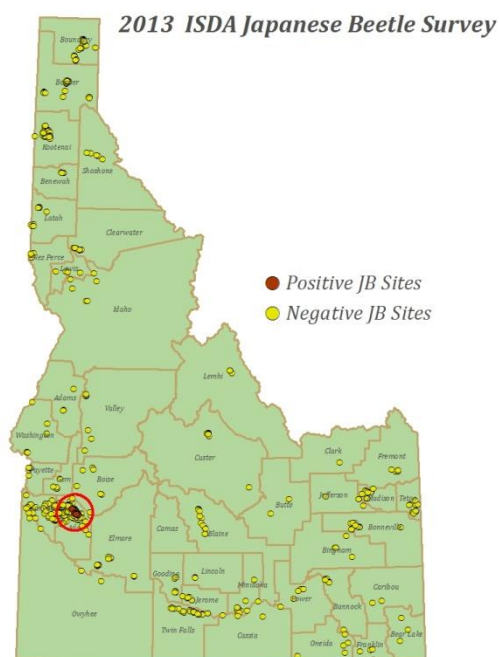 2013 ISDA Japanese Beetle Survey
Boundary
Bonner
Kootenai
Shoshone
Benewah
Latah
Clearwater
Nez Perce
Lewis
Positive JB Sites
Negative JB Sites
Idaho
Lemhi
Adams
Valley
Washington
Custer
Clark
Fremont
Payette
Gem
Boise
Jefferson
Madison
Teton
Butte
Camas
Blaine
Bonneville
Elmore
Bingham
Gooding
Lincoln
Minidoka
Caribou
Jerome
Power
Bannock
Owyhee
Twin Falls
Cassia
Oneida
Franklin
Bear Lake